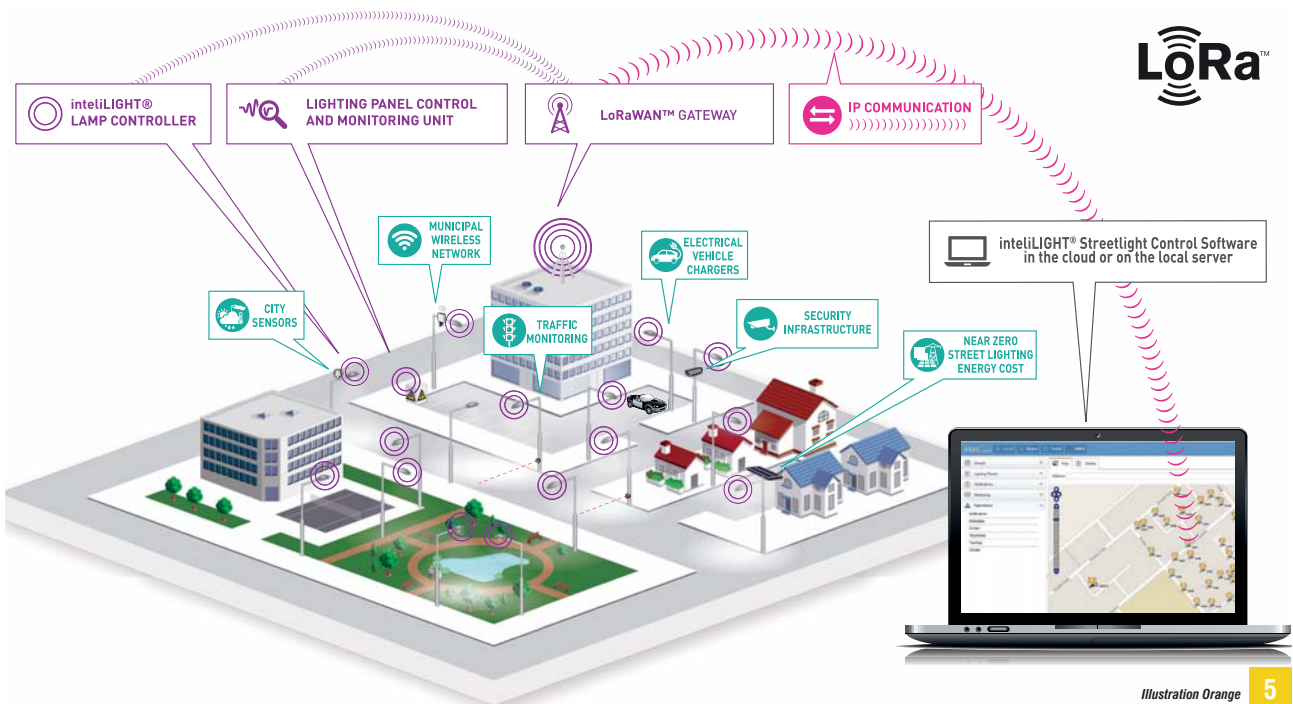 LoRa™
inteliLIGHT®
LAMP CONTROLLER
LIGHTING PANEL CONTROL
AND MONITORING UNIT
LoRaWAN™ GATEWAY
IP COMMUNICATION
inteliLIGHT® Streetlight Control Software
in the cloud or on the local server
MUNICIPAL
WIRELESS
NETWORK
ELECTRICAL
VEHICLE
CHARGERS
CITY
SENSORS
TRAFFIC
MONITORING
SECURITY
INFRASTRUCTURE
NEAR ZERO
STREET LIGHTING
ENERGY COST
Illustration Orange
5